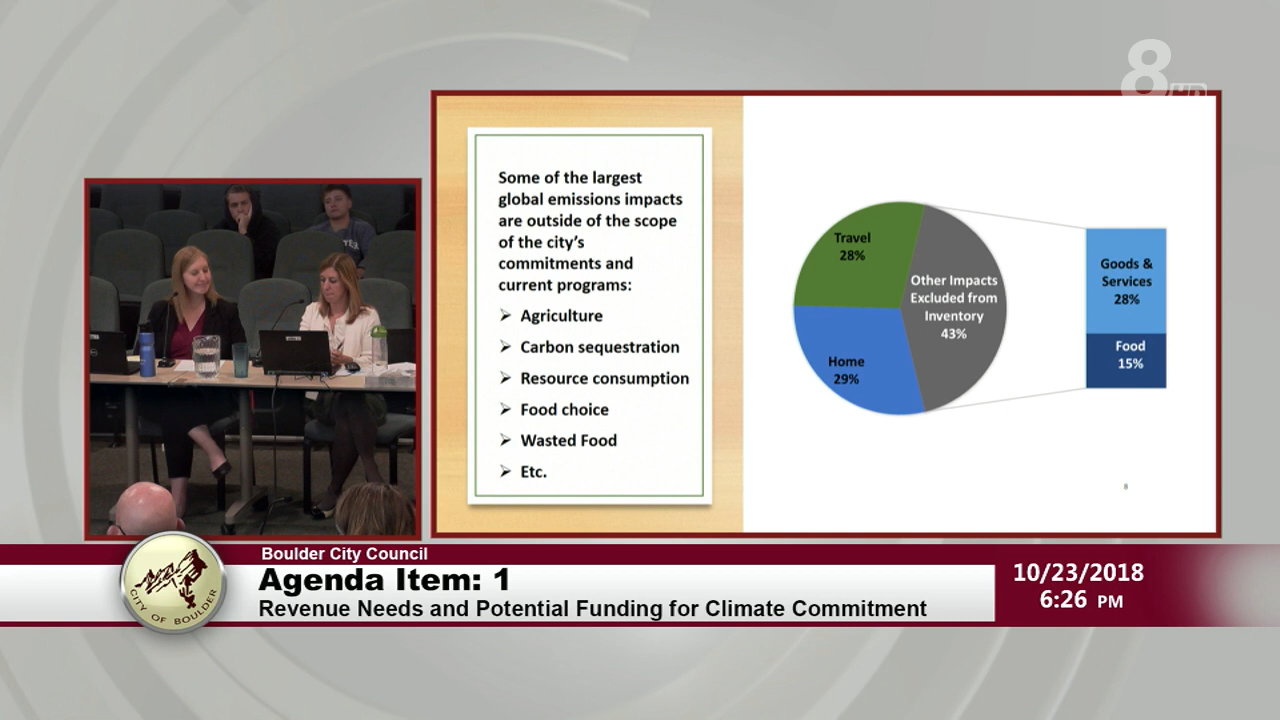 8
HD
Some of the largest
global emissions impacts
are outside of the scope
of the city's
commitments and
current programs:
➢ Agriculture
➢ Carbon sequestration
➢ Resource consumption
➢ Food choice
➢ Wasted Food
➢ Etc.
Travel
28%
Home
29%
Other Impacts
Excluded from
Inventory
43%
Goods &
Services
28%
Food
15%
8
CITY OF BOULDER
Boulder City Council
Agenda Item: 1
Revenue Needs and Potential Funding for Climate Commitment
10/23/2018
6:26 PM